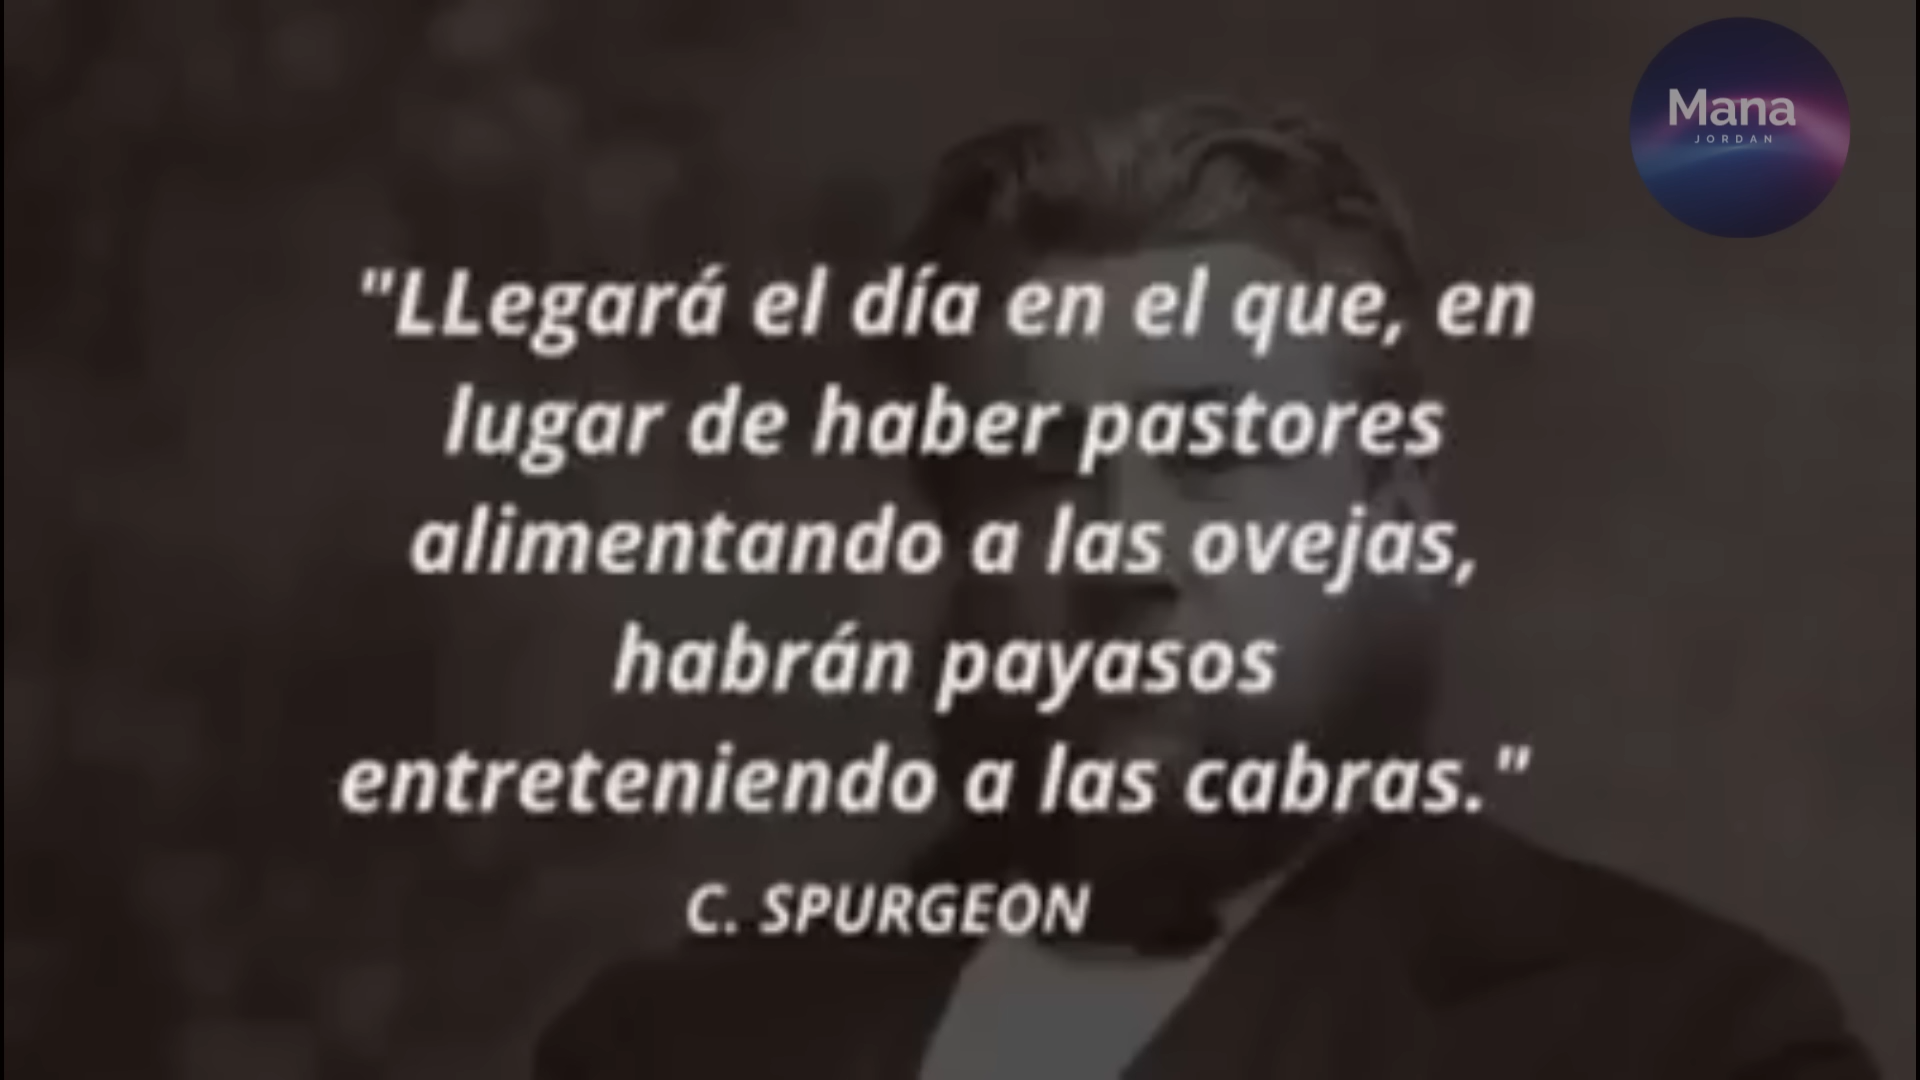 Mana
JORDAN
"LLegará el día en el que, en
lugar de haber pastores
alimentando a las ovejas,
habrán payasos
entreteniendo a las cabras."
C. SPURGEON